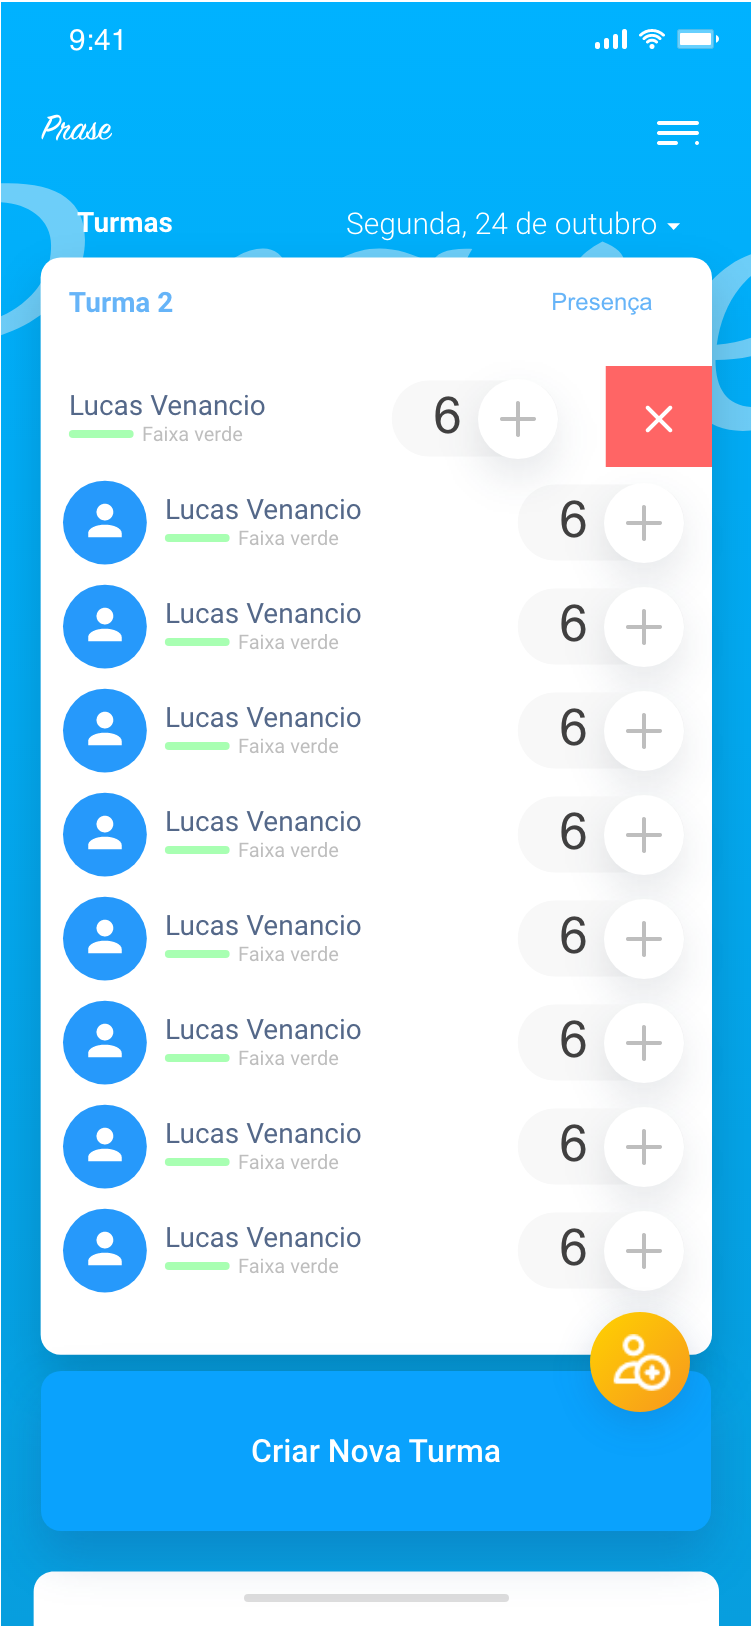 9:41
Prase
Turmas
Segunda, 24 de outubro
Turma 2
Presença
Lucas Venancio
Faixa verde
6
Lucas Venancio
Faixa verde
6
Lucas Venancio
Faixa verde
6
Lucas Venancio
Faixa verde
6
Lucas Venancio
Faixa verde
6
Lucas Venancio
Faixa verde
6
Lucas Venancio
Faixa verde
6
Lucas Venancio
Faixa verde
6
Lucas Venancio
Faixa verde
6
Criar Nova Turma